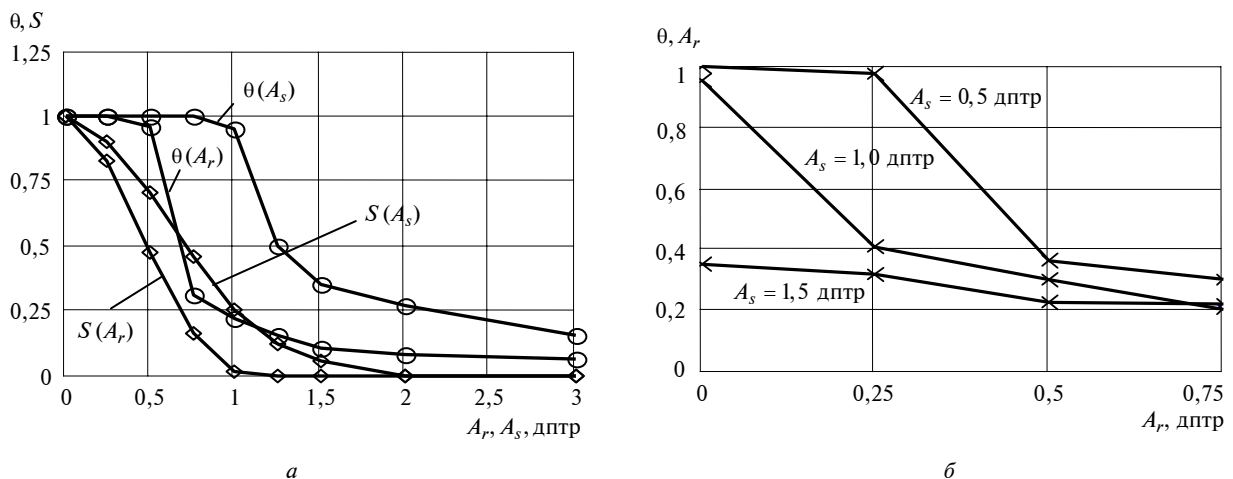 θ, S
1,25
1
0,75
0,5
0,25
0
θ(A_s)
θ(A_r)
S(A_s)
S(A_r)
0 0,5 1 1,5 2 2,5 3
A_r, A_s, дптр
а
θ, A_r
1
0,8
0,6
0,4
0,2
0
A_s = 0,5 дптр
A_s = 1,0 дптр
A_s = 1,5 дптр
0 0,25 0,5 0,75
A_r, дптр
б